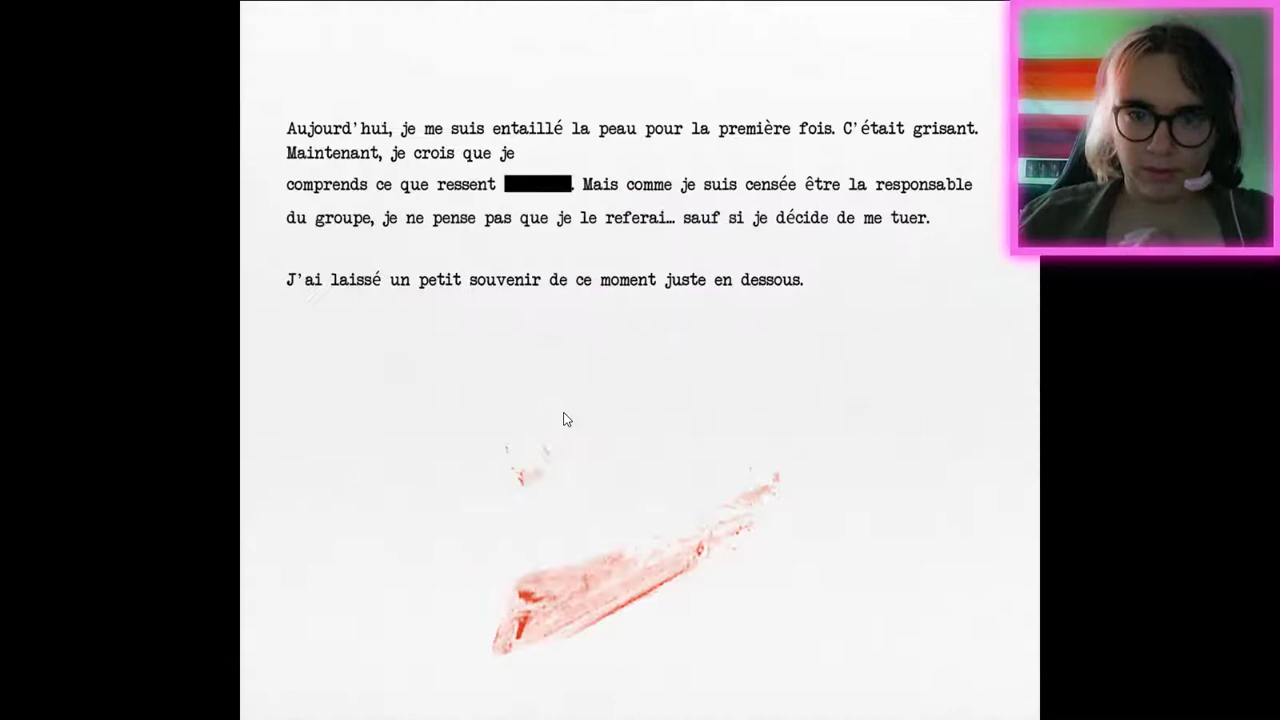 Aujourd'hui, je me suis entaillé la peau pour la première fois. C'était grisant.
Maintenant, je crois que je
comprends ce que ressent . Mais comme je suis censée être la responsable
du groupe, je ne pense pas que je le referai… sauf si je décide de me tuer.
J'ai laissé un petit souvenir de ce moment juste en dessous.